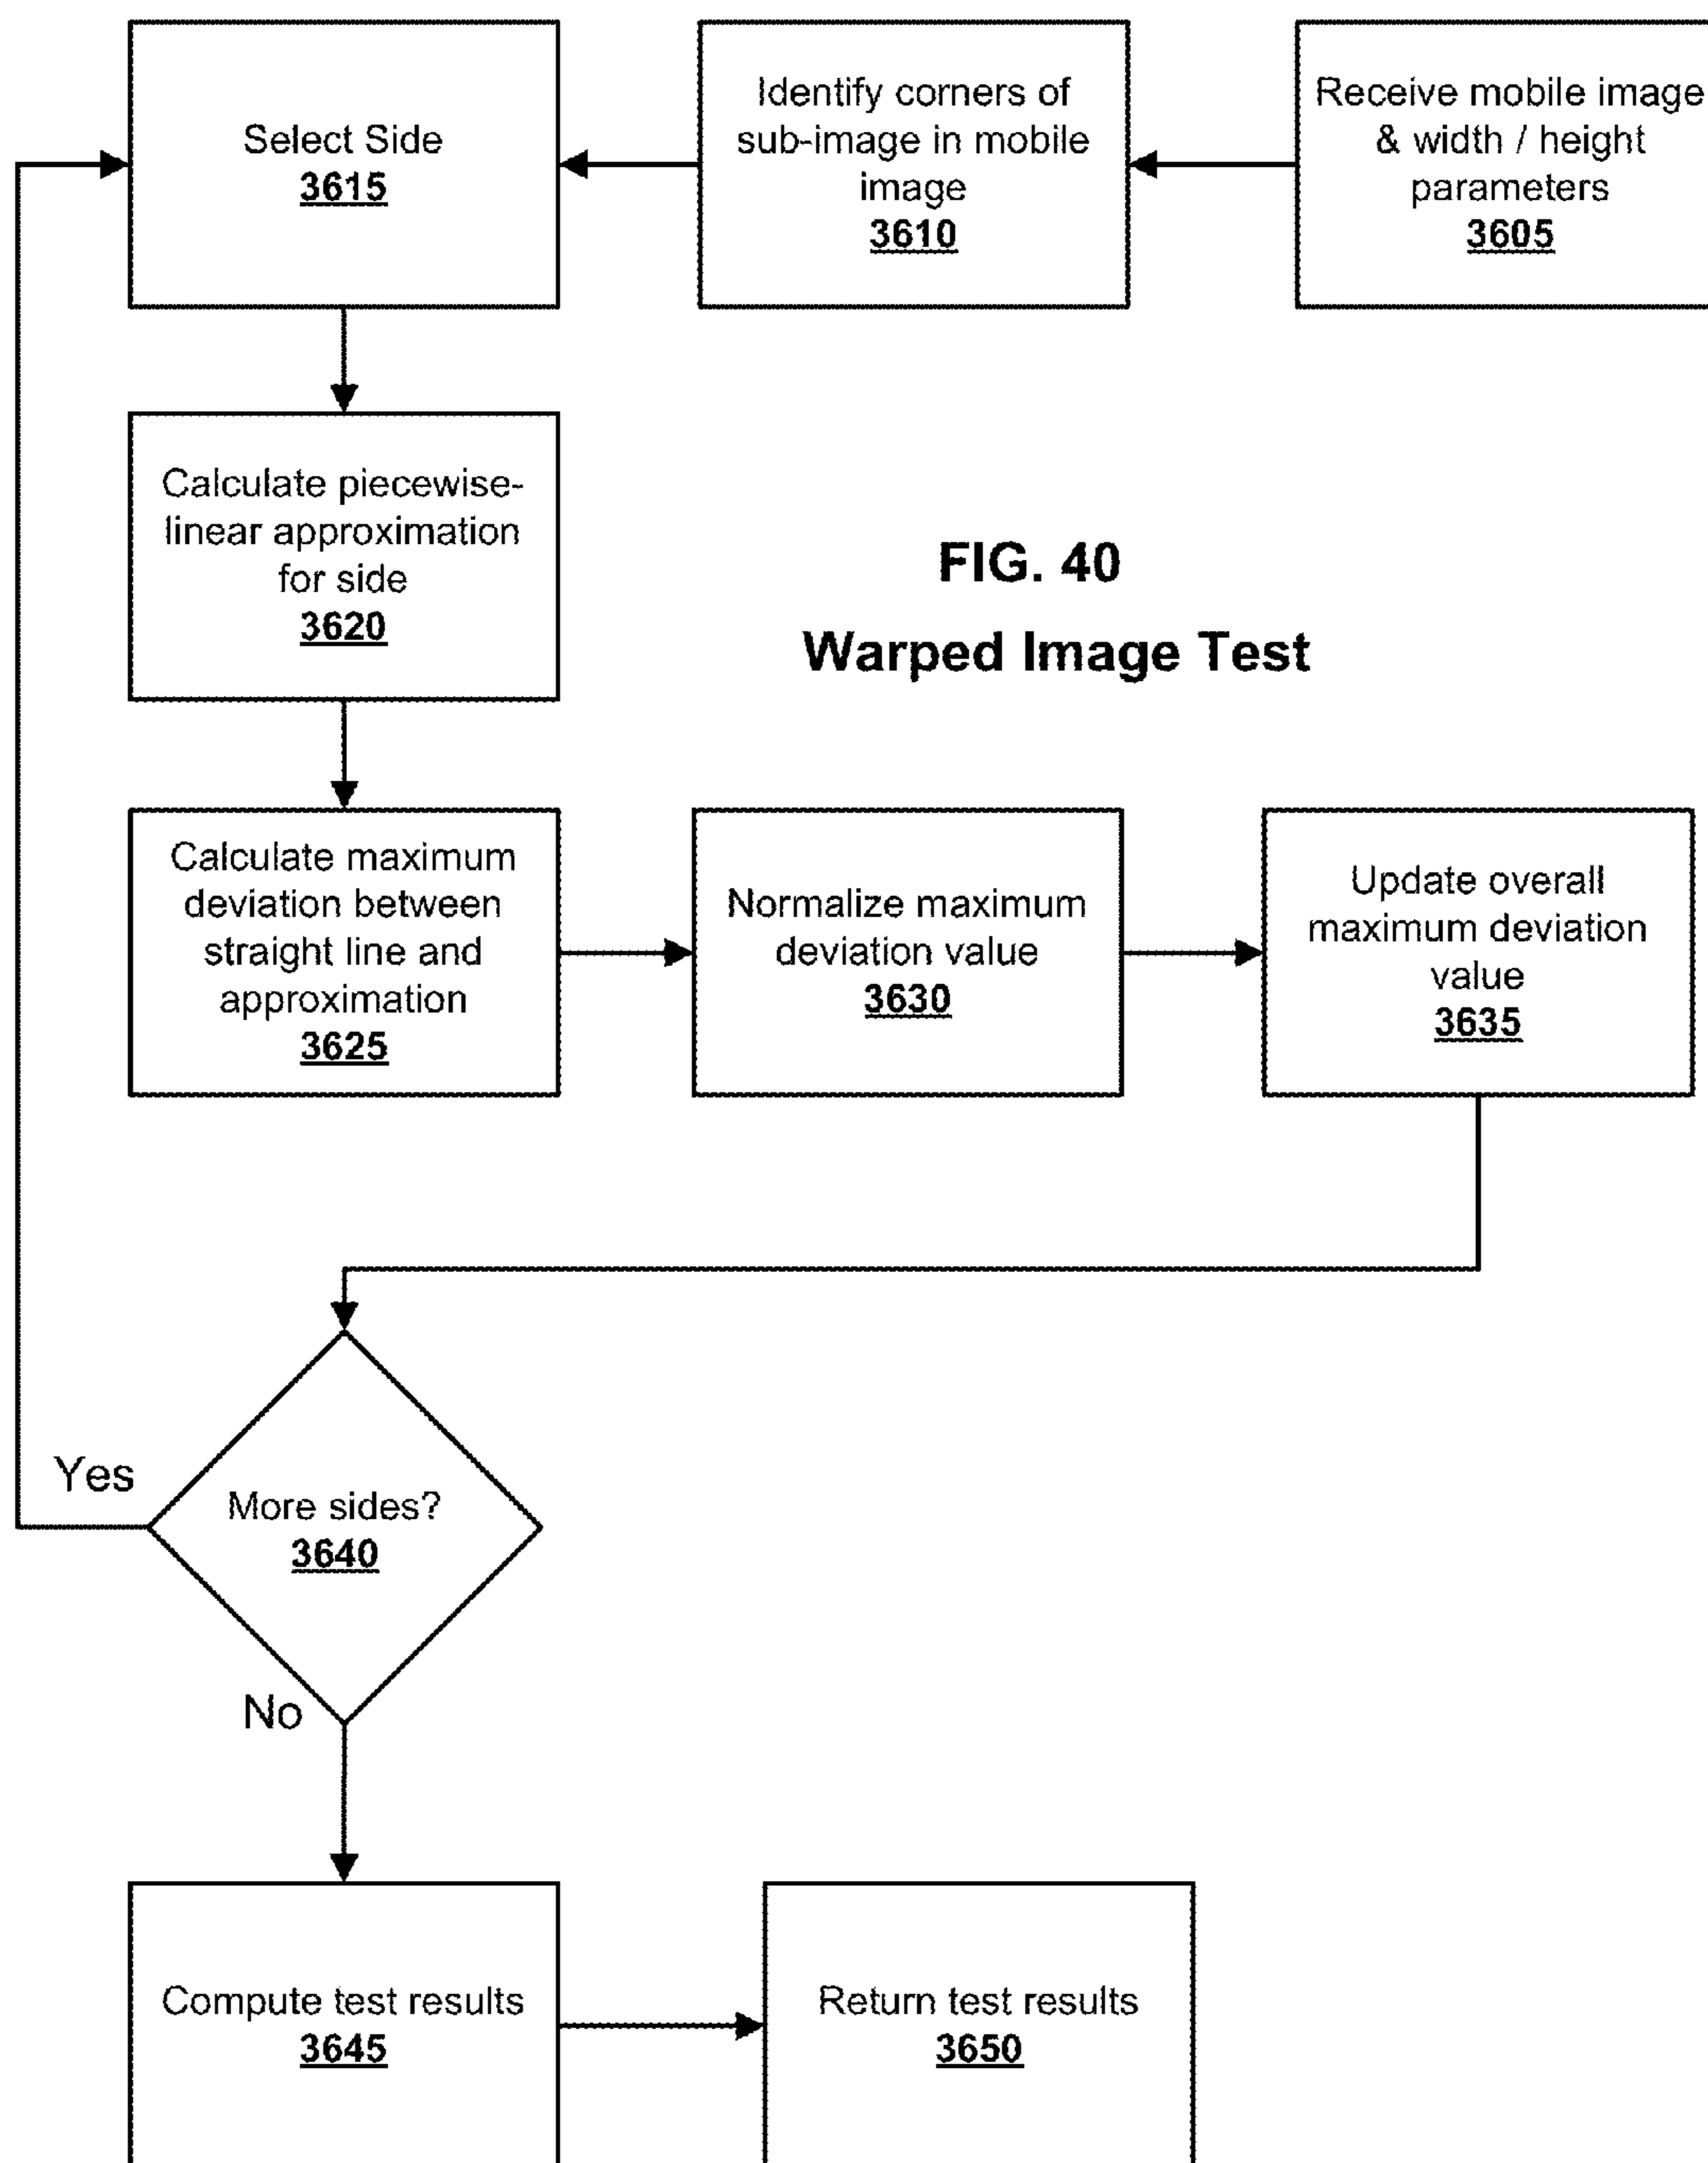 Receive mobile image
& width / height
parameters
3605
Identify corners of
sub-image in mobile
image
3610
Select Side
3615
Calculate piecewise-
linear approximation
for side
3620
FIG. 40
Warped Image Test
Calculate maximum
deviation between
straight line and
approximation
3625
Normalize maximum
deviation value
3630
Update overall
maximum deviation
value
3635
More sides?
3640
Yes
No
Compute test results
3645
Return test results
3650